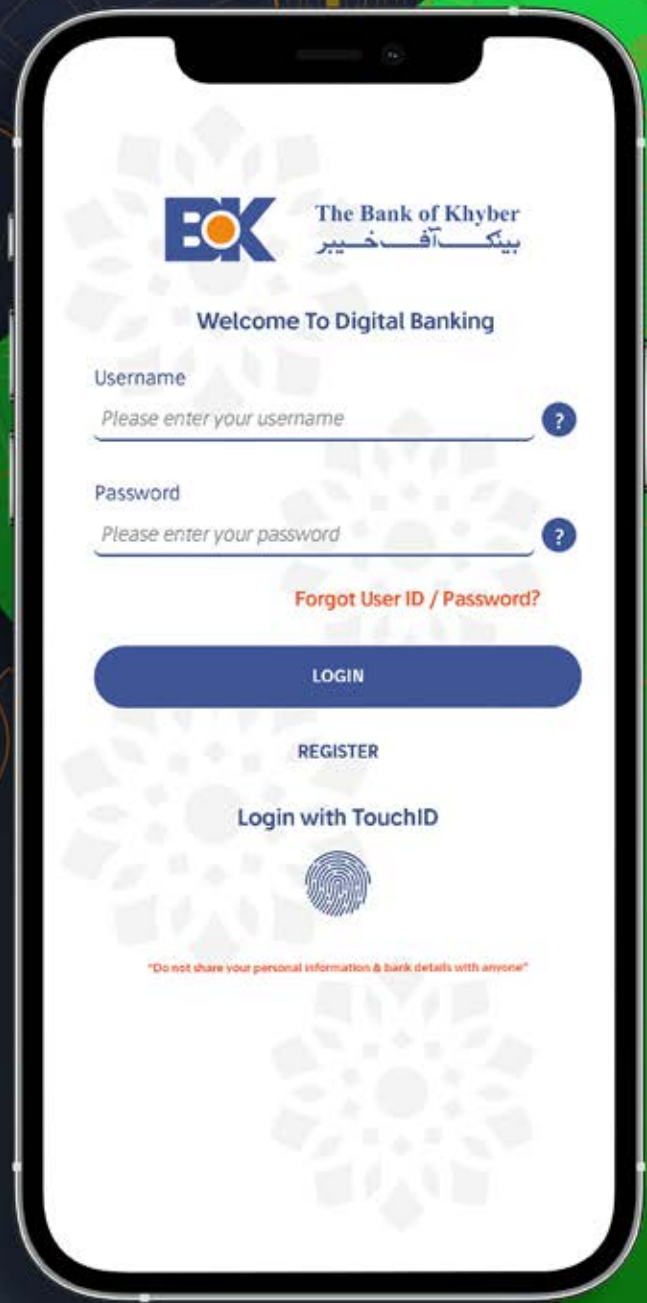 BOK
The Bank of Khyber
بینک آف خیبر
Welcome To Digital Banking
Username
Please enter your username
?
Password
Please enter your password
?
Forgot User ID / Password?
LOGIN
REGISTER
Login with TouchID
"Do not share your personal information & bank details with anyone"